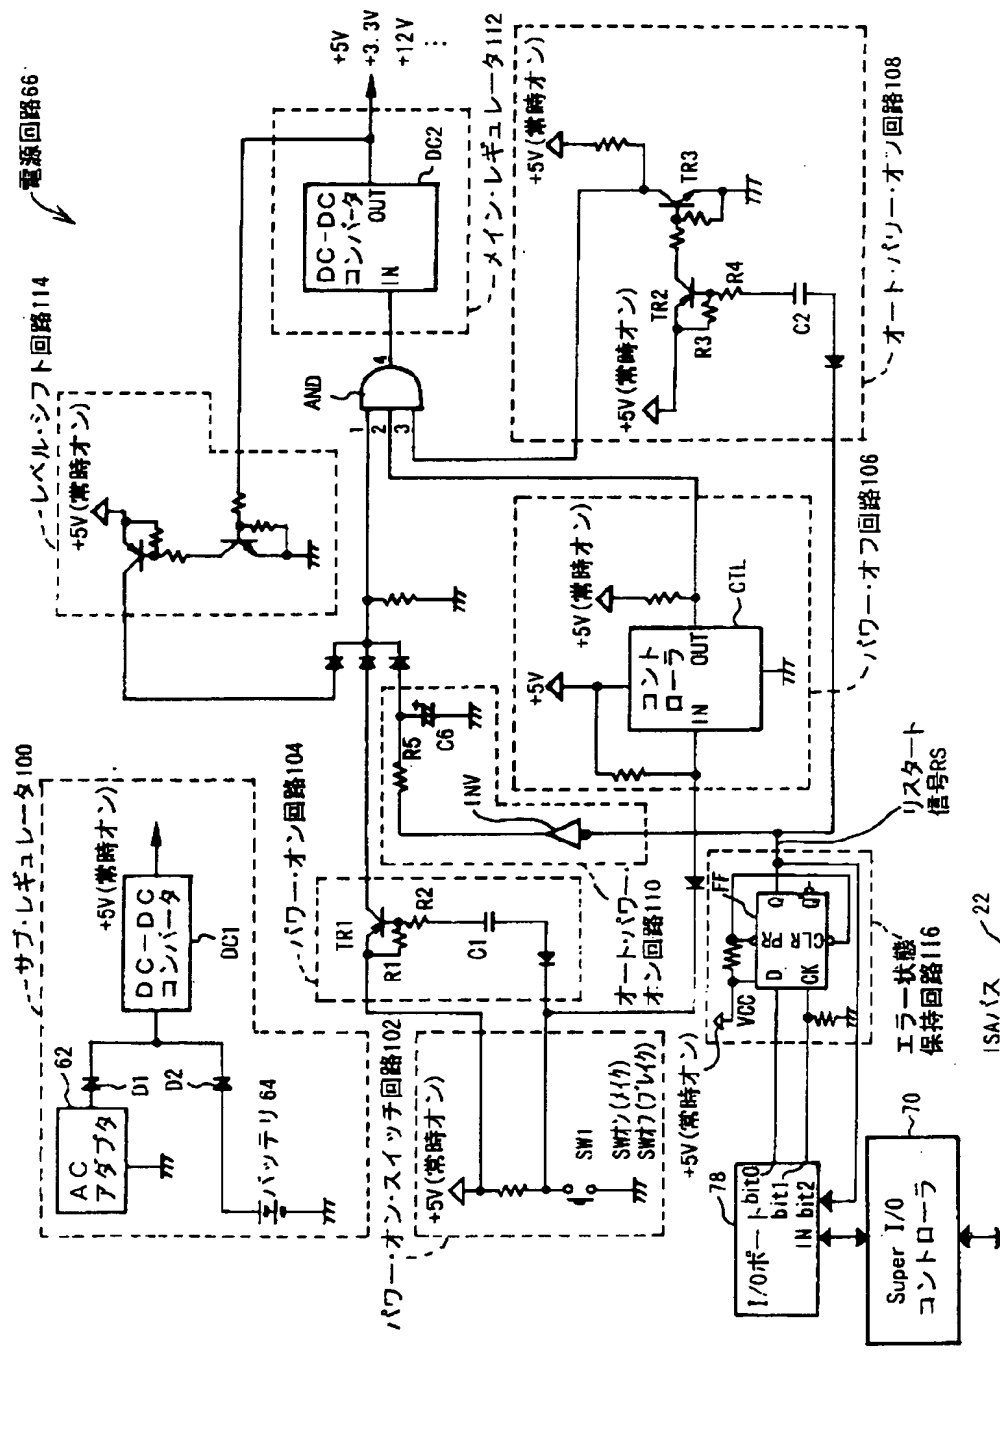 電源回路66
サブ・レギュレータ100
AC
アダプタ
62
D1
D2
バッテリ64
DC-DC
コンバータ
DC1
+5V(常時オン)
レベル・シフト回路114
+5V(常時オン)
DC-DC
コンバータ
IN
OUT
DC2
+5V
+3.3V
+12V
⋮
メイン・レギュレータ112
AND
1
2
3
4
パワー・オン・スイッチ回路102
+5V(常時オン)
SW1
SWオン(メイク)
SWオフ(ブレイク)
パワー・オン回路104
TR1
R1
R2
C1
R5
C6
INV
オート・パワー・
オン回路110
+5V
+5V(常時オン)
コント
ローラ
IN
OUT
CTL
パワー・オフ回路106
+5V(常時オン)
+5V(常時オン)
TR2
TR3
R3
R4
C2
オート・パワー・オフ回路108
+5V(常時オン)
VCC
FF
D
PR
Q
CK
CLR
Q
リスタート
信号RS
エラー状態
保持回路116
78
I/Oポート
bit0
bit1
bit2
IN
70
Super I/O
コントローラ
ISAバス
22